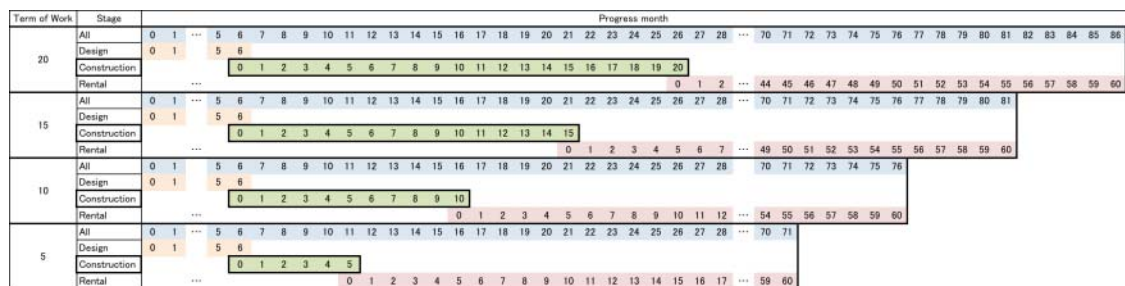 Term of Work Stage Progress month
20
All 0 1 ... 5 6 7 8 9 10 11 12 13 14 15 16 17 18 19 20 21 22 23 24 25 26 27 28 ... 70 71 72 73 74 75 76 77 78 79 80 81 82 83 84 85 86
Design 0 1 5 6
Construction 0 1 2 3 4 5 6 7 8 9 10 11 12 13 14 15 16 17 18 19 20
Rental ... 0 1 2 ... 44 45 46 47 48 49 50 51 52 53 54 55 56 57 58 59 60
15
All 0 1 ... 5 6 7 8 9 10 11 12 13 14 15 16 17 18 19 20 21 22 23 24 25 26 27 28 ... 70 71 72 73 74 75 76 77 78 79 80 81
Design 0 1 5 6
Construction 0 1 2 3 4 5 6 7 8 9 10 11 12 13 14 15
Rental ... 0 1 2 3 4 5 6 7 ... 49 50 51 52 53 54 55 56 57 58 59 60
10
All 0 1 ... 5 6 7 8 9 10 11 12 13 14 15 16 17 18 19 20 21 22 23 24 25 26 27 28 ... 70 71 72 73 74 75 76
Design 0 1 5 6
Construction 0 1 2 3 4 5 6 7 8 9 10
Rental ... 0 1 2 3 4 5 6 7 8 9 10 11 12 ... 54 55 56 57 58 59 60
5
All 0 1 ... 5 6 7 8 9 10 11 12 13 14 15 16 17 18 19 20 21 22 23 24 25 26 27 28 ... 70 71
Design 0 1 5 6
Construction 0 1 2 3 4 5
Rental ... 0 1 2 3 4 5 6 7 8 9 10 11 12 13 14 15 16 17 ... 59 60